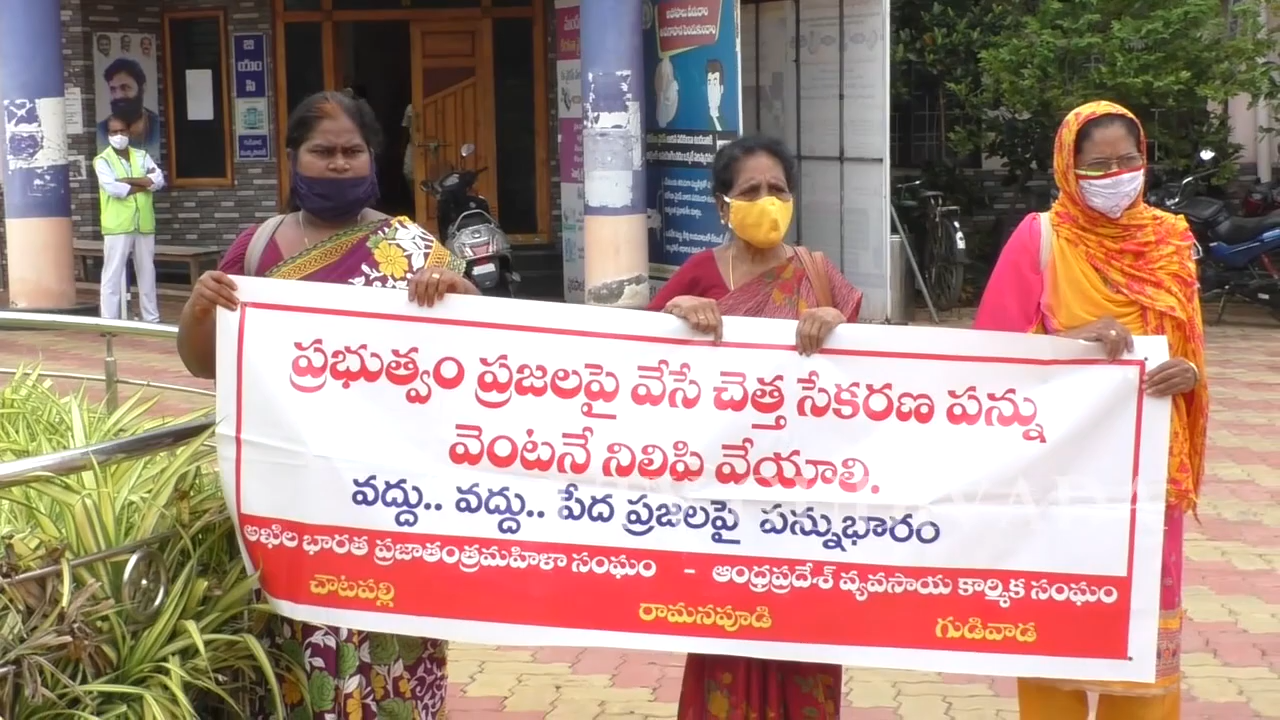 ప్రభుత్వం ప్రజలపై వేసే చెత్త సేకరణ పన్ను
వెంటనే నిలిపి వేయాలి.
వద్దు.. వద్దు.. పేద ప్రజలపై పన్నుభారం
అఖిల భారత ప్రజాతంత్రమహిళా సంఘం - ఆంధ్రప్రదేశ్ వ్యవసాయ కార్మిక సంఘం
చౌటపల్లి రామనపూడి గుడివాడ